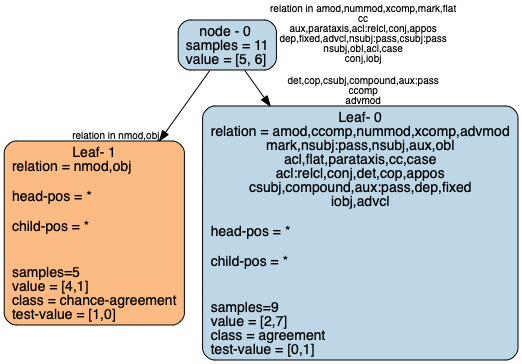 relation in amod,nummod,xcomp,mark,flat
cc
aux,parataxis,acl:relcl,conj,appos
dep,fixed,advcl,nsubj:pass,csubj:pass
nsubj,obl,acl,case
conj,iobj
node - 0
samples = 11
value = [5, 6]
det,cop,csubj,compound,aux:pass
ccomp
advmod
relation in nmod,obj
Leaf- 1
relation = nmod,obj
head-pos = *
child-pos = *
samples=5
value = [4,1]
class = chance-agreement
test-value = [1,0]
Leaf- 0
relation = amod,ccomp,nummod,xcomp,advmod
mark,nsubj:pass,nsubj,aux,obl
acl,flat,parataxis,cc,case
acl:relcl,conj,det,cop,appos
csubj,compound,aux:pass,dep,fixed
iobj,advcl
head-pos = *
child-pos = *
samples=9
value = [2,7]
class = agreement
test-value = [0,1]